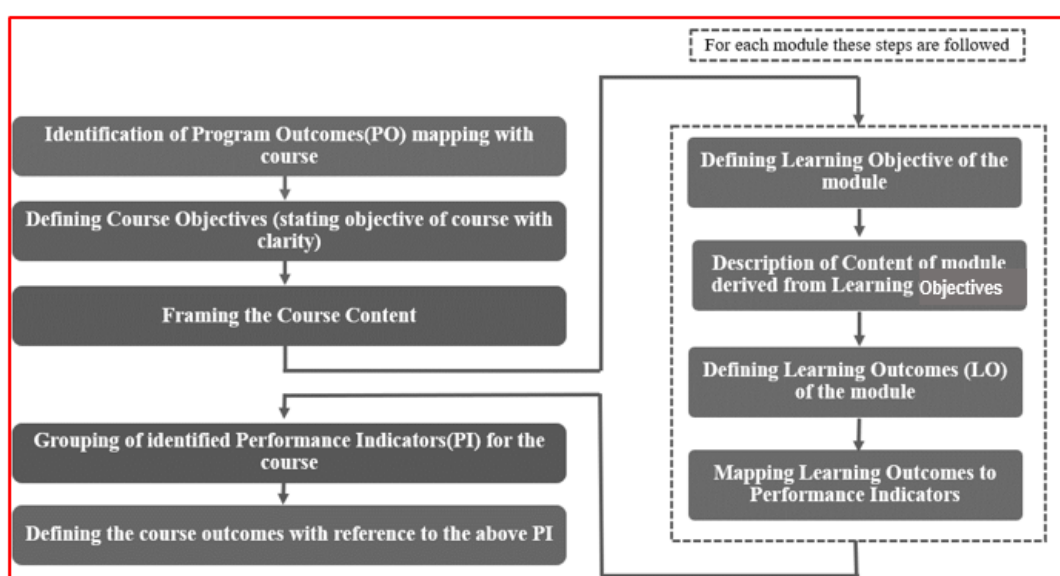 For each module these steps are followed
Identification of Program Outcomes(PO) mapping with
course
Defining Course Objectives (stating objective of course with
clarity)
Framing the Course Content
Defining Learning Objective of the
module
Description of Content of module
derived from Learning Objectives
Defining Learning Outcomes (LO)
of the module
Mapping Learning Outcomes to
Performance Indicators
Grouping of identified Performance Indicators(PI) for the
course
Defining the course outcomes with reference to the above PI